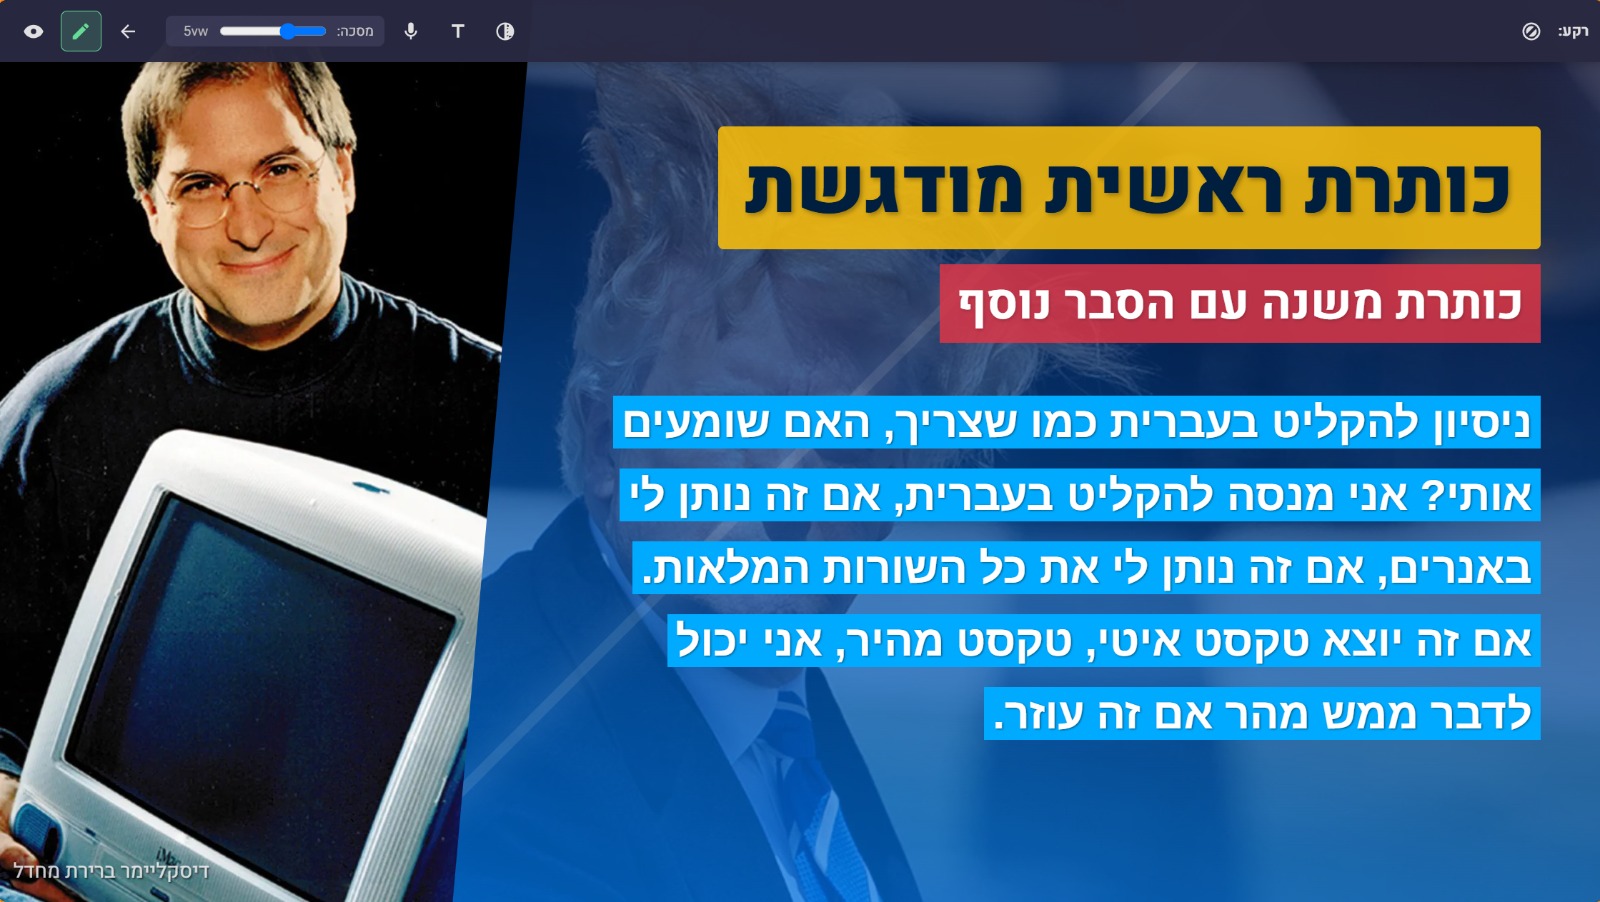 רקע:
מסכה: 5vw
כותרת ראשית מודגשת
כותרת משנה עם הסבר נוסף
ניסיון להקליט בעברית כמו שצריך, האם שומעים
אותי? אני מנסה להקליט בעברית, אם זה נותן לי
באנרים, אם זה נותן לי את כל השורות המלאות.
אם זה יוצא טקסט איטי, טקסט מהיר, אני יכול
לדבר ממש מהר אם זה עוזר.
דיסקליימר ברירת מחדל